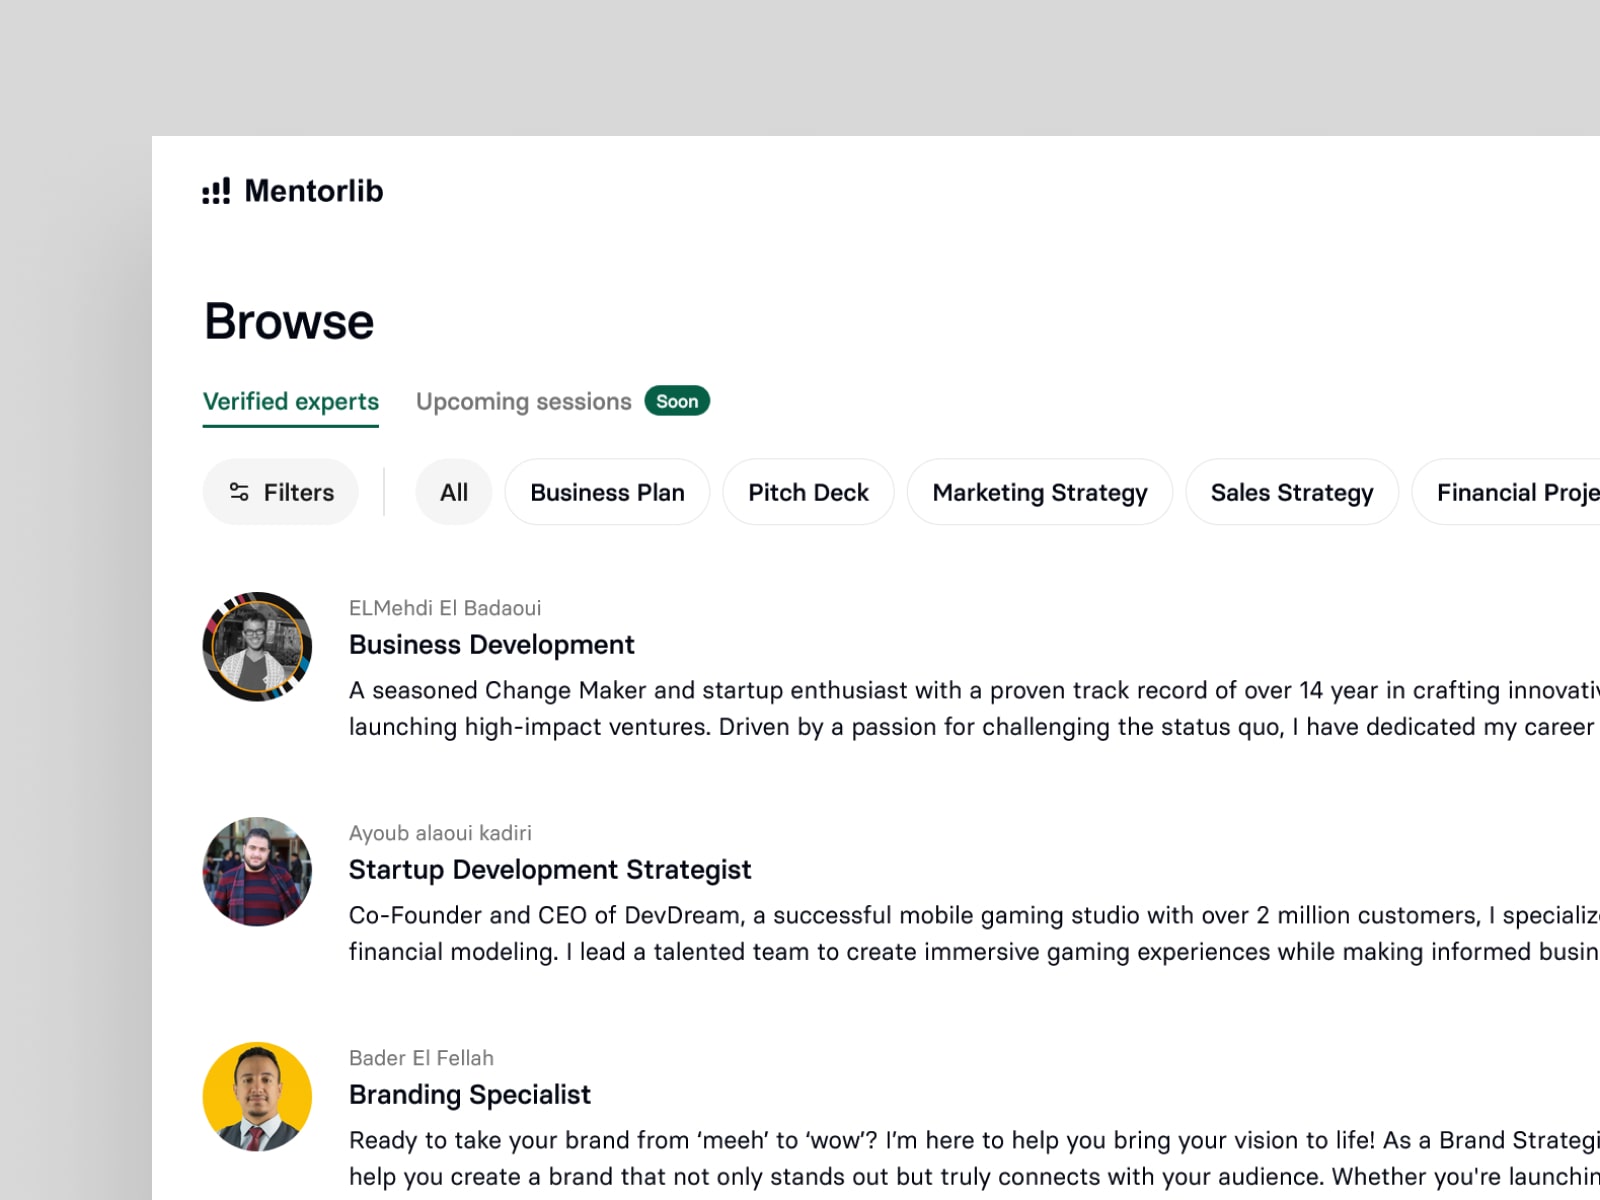 Mentorlib
Browse
Verified experts Upcoming sessions Soon
Filters All Business Plan Pitch Deck Marketing Strategy Sales Strategy Financial Proje
ELMehdi El Badaoui
Business Development
A seasoned Change Maker and startup enthusiast with a proven track record of over 14 year in crafting innovativ
launching high-impact ventures. Driven by a passion for challenging the status quo, I have dedicated my career
Ayoub alaoui kadiri
Startup Development Strategist
Co-Founder and CEO of DevDream, a successful mobile gaming studio with over 2 million customers, I specialize
financial modeling. I lead a talented team to create immersive gaming experiences while making informed busin
Bader El Fellah
Branding Specialist
Ready to take your brand from ‘meeh’ to ‘wow’? I’m here to help you bring your vision to life! As a Brand Strategi
help you create a brand that not only stands out but truly connects with your audience. Whether you're launchin